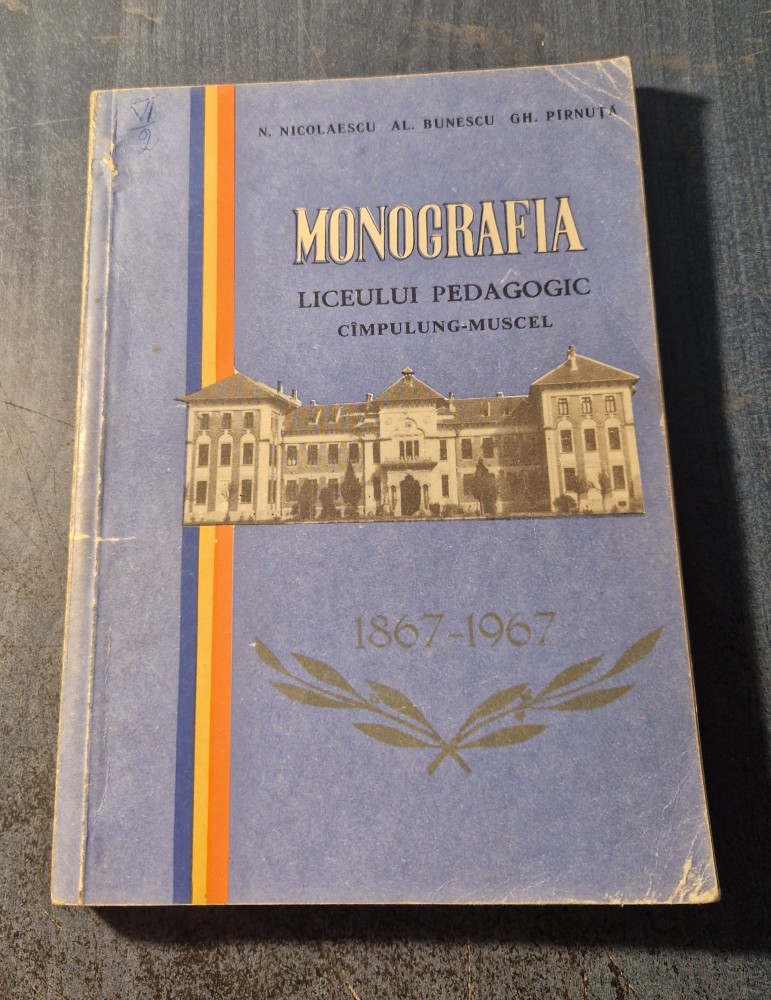 VI
2
N. NICOLAESCU AL. BUNESCU GH. PÎRNUȚĂ
MONOGRAFIA
LICEULUI PEDAGOGIC
CÎMPULUNG-MUSCEL
1867-1967